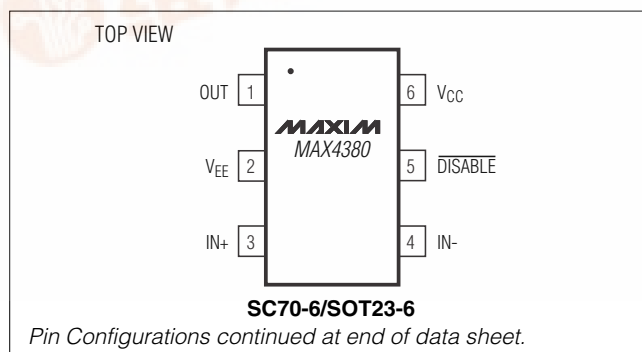 TOP VIEW
OUT 1
6 VCC
MAXIM
MAX4380
VEE 2
5 DISABLE
IN+ 3
4 IN-
SC70-6/SOT23-6
Pin Configurations continued at end of data sheet.